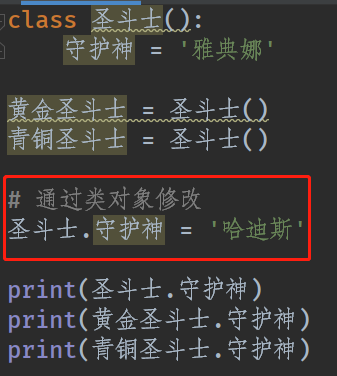 class 圣斗士():
    守护神 = '雅典娜'
黄金圣斗士 = 圣斗士()
青铜圣斗士 = 圣斗士()
# 通过类对象修改
圣斗士.守护神 = '哈迪斯'
print(圣斗士.守护神)
print(黄金圣斗士.守护神)
print(青铜圣斗士.守护神)